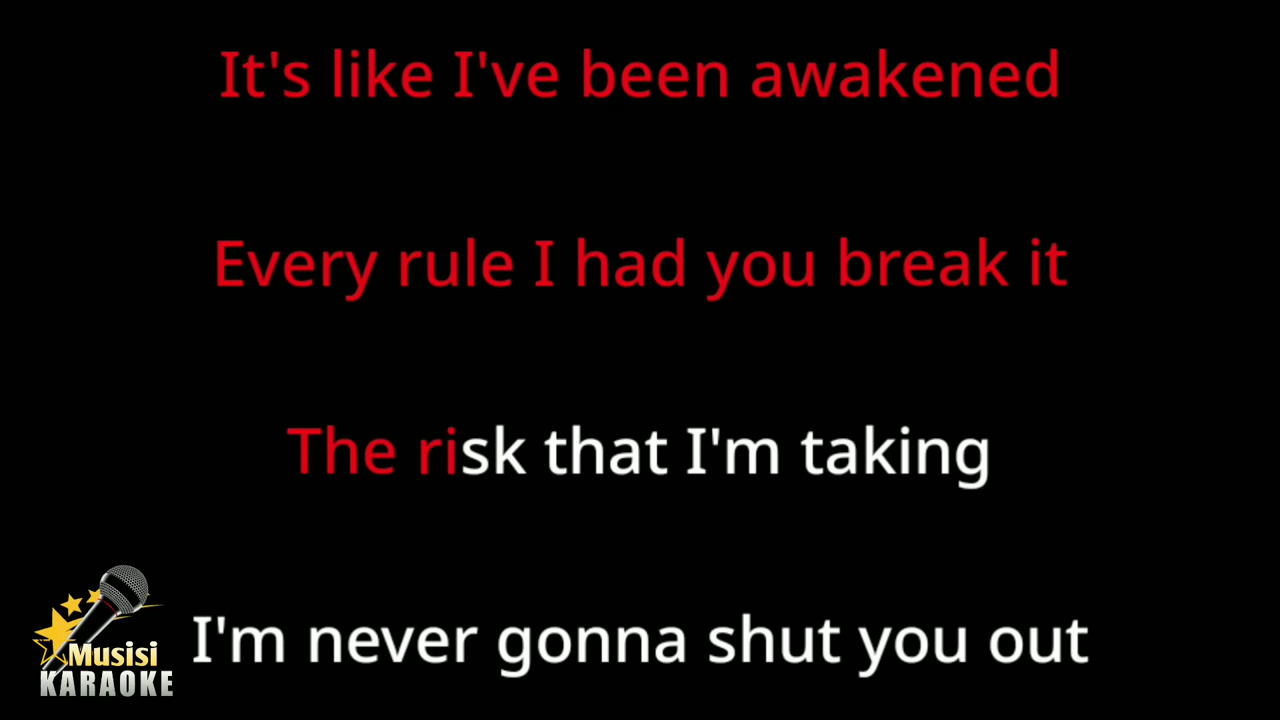 It's like I've been awakened
Every rule I had you break it
The risk that I'm taking
I'm never gonna shut you out
Musisi
KARAOKE